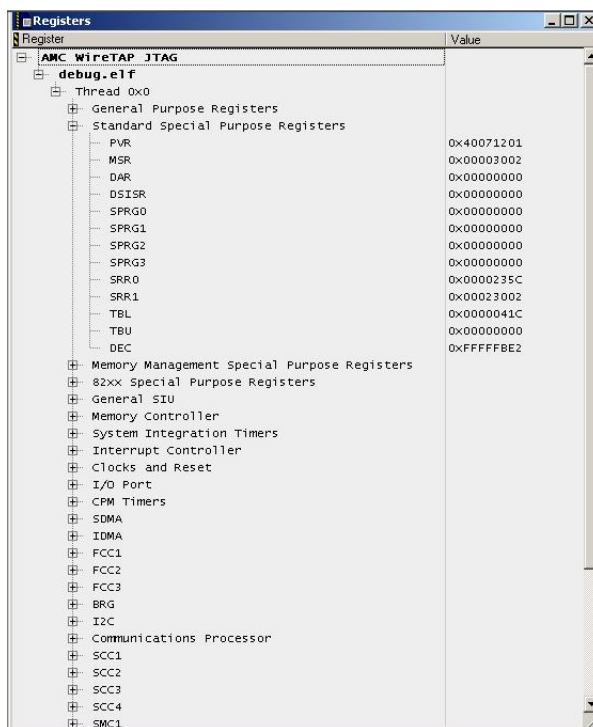 Registers
Register Value
AMC WireTAP JTAG
debug.elf
Thread 0x0
General Purpose Registers
Standard Special Purpose Registers
PVR 0x40071201
MSR 0x00003002
DAR 0x00000000
DSISR 0x00000000
SPRG0 0x00000000
SPRG1 0x00000000
SPRG2 0x00000000
SPRG3 0x00000000
SRR0 0x0000235C
SRR1 0x00023002
TBL 0x0000041C
TBU 0x00000000
DEC 0xFFFFFBE2
Memory Management Special Purpose Registers
82xx Special Purpose Registers
General SIU
Memory Controller
System Integration Timers
Interrupt Controller
Clocks and Reset
I/O Port
CPM Timers
SDMA
IDMA
FCC1
FCC2
FCC3
BRG
I2C
Communications Processor
SCC1
SCC2
SCC3
SCC4
SMC1